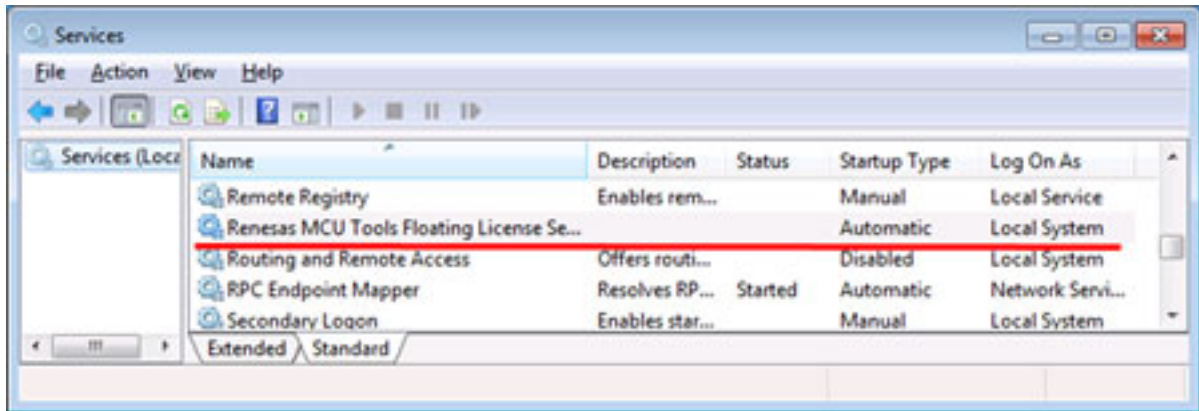 Services
File Action View Help
Services (Loca
Name Description Status Startup Type Log On As
Remote Registry Enables rem... Manual Local Service
Renesas MCU Tools Floating License Se... Automatic Local System
Routing and Remote Access Offers routi... Disabled Local System
RPC Endpoint Mapper Resolves RP... Started Automatic Network Servi...
Secondary Logon Enables star... Manual Local System
Extended Standard